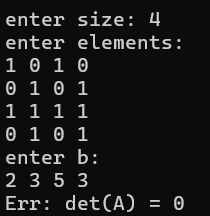 enter size: 4
enter elements:
1 0 1 0
0 1 0 1
1 1 1 1
0 1 0 1
enter b:
2 3 5 3
Err: det(A) = 0